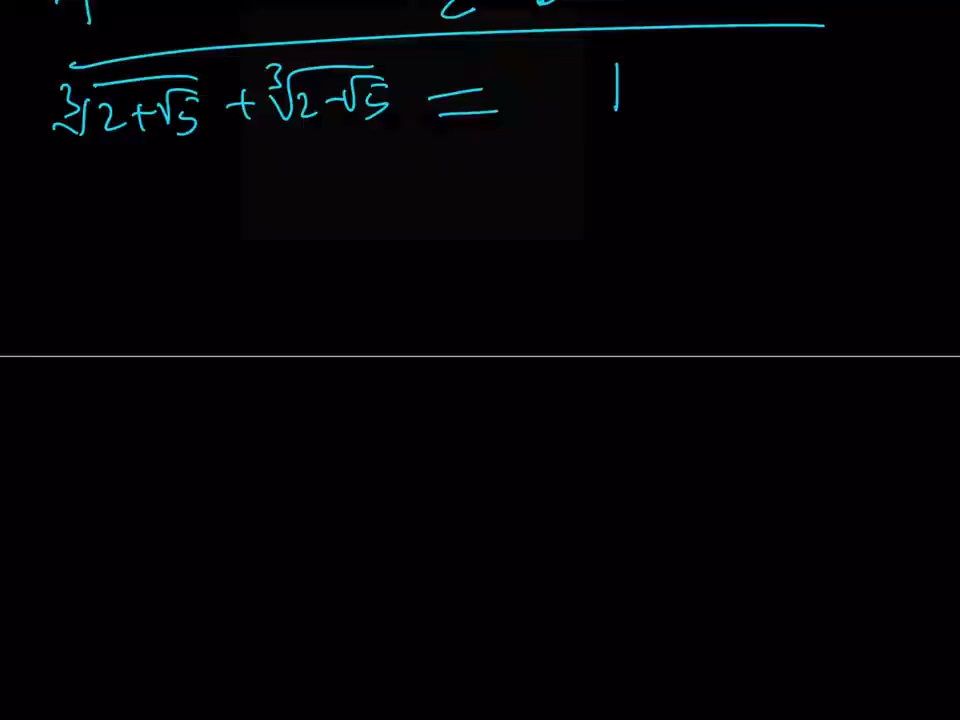 ∛(2+√5) + ∛(2-√5) = 1